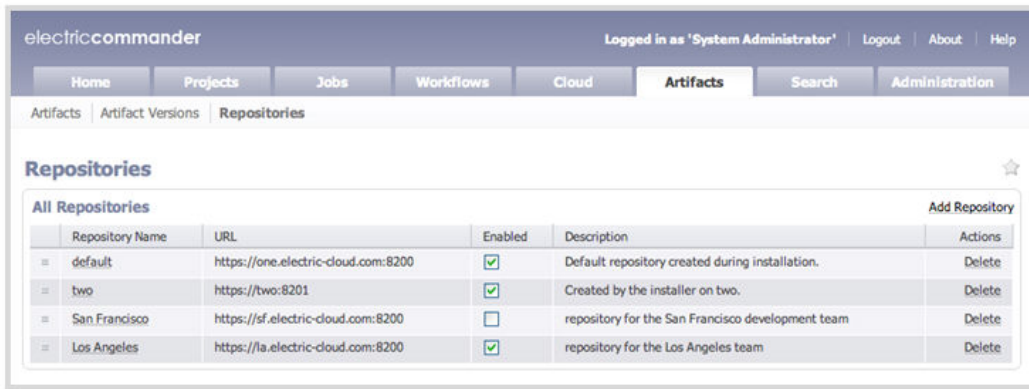 electriccommander
Logged in as 'System Administrator' Logout About Help
Home Projects Jobs Workflows Cloud Artifacts Search Administration
Artifacts Artifact Versions Repositories
Repositories
All Repositories Add Repository
Repository Name URL Enabled Description Actions
default https://one.electric-cloud.com:8200 Default repository created during installation. Delete
two https://two:8201 Created by the installer on two. Delete
San Francisco https://sf.electric-cloud.com:8200 repository for the San Francisco development team Delete
Los Angeles https://la.electric-cloud.com:8200 repository for the Los Angeles team Delete